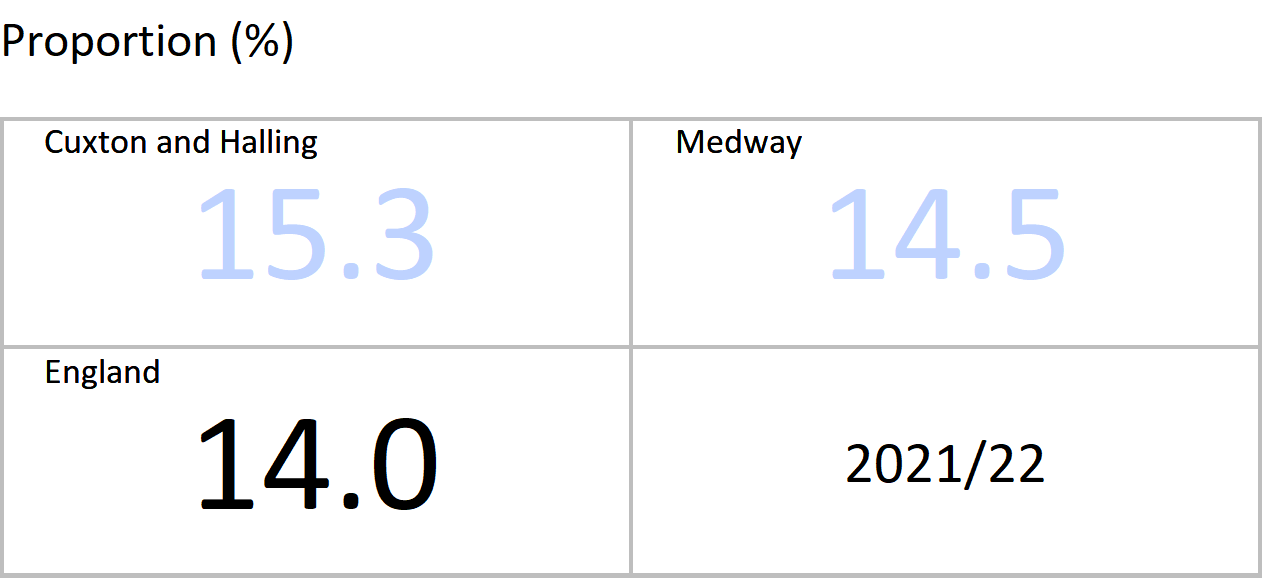 Proportion (%)
Cuxton and Halling
15.3
Medway
14.5
England
14.0
2021/22